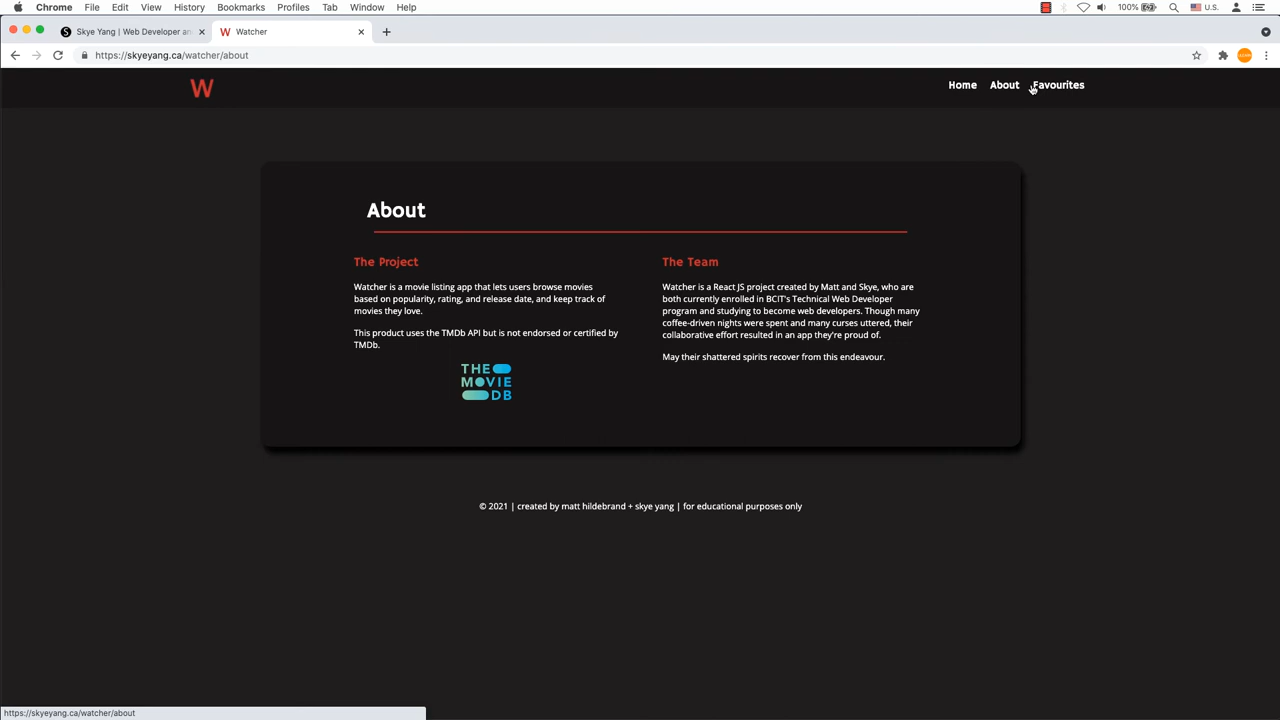 Chrome File Edit View History Bookmarks Profiles Tab Window Help 100% U.S.
Skye Yang | Web Developer an Watcher
https://skyeyang.ca/watcher/about
W Home About Favourites
About
The Project
Watcher is a movie listing app that lets users browse movies
based on popularity, rating, and release date, and keep track of
movies they love.
This product uses the TMDb API but is not endorsed or certified by
TMDb.
THE
MOVIE
DB
The Team
Watcher is a React JS project created by Matt and Skye, who are
both currently enrolled in BCIT's Technical Web Developer
program and studying to become web developers. Though many
coffee-driven nights were spent and many curses uttered, their
collaborative effort resulted in an app they're proud of.
May their shattered spirits recover from this endeavour.
© 2021 | created by matt hildebrand + skye yang | for educational purposes only
https://skyeyang.ca/watcher/about